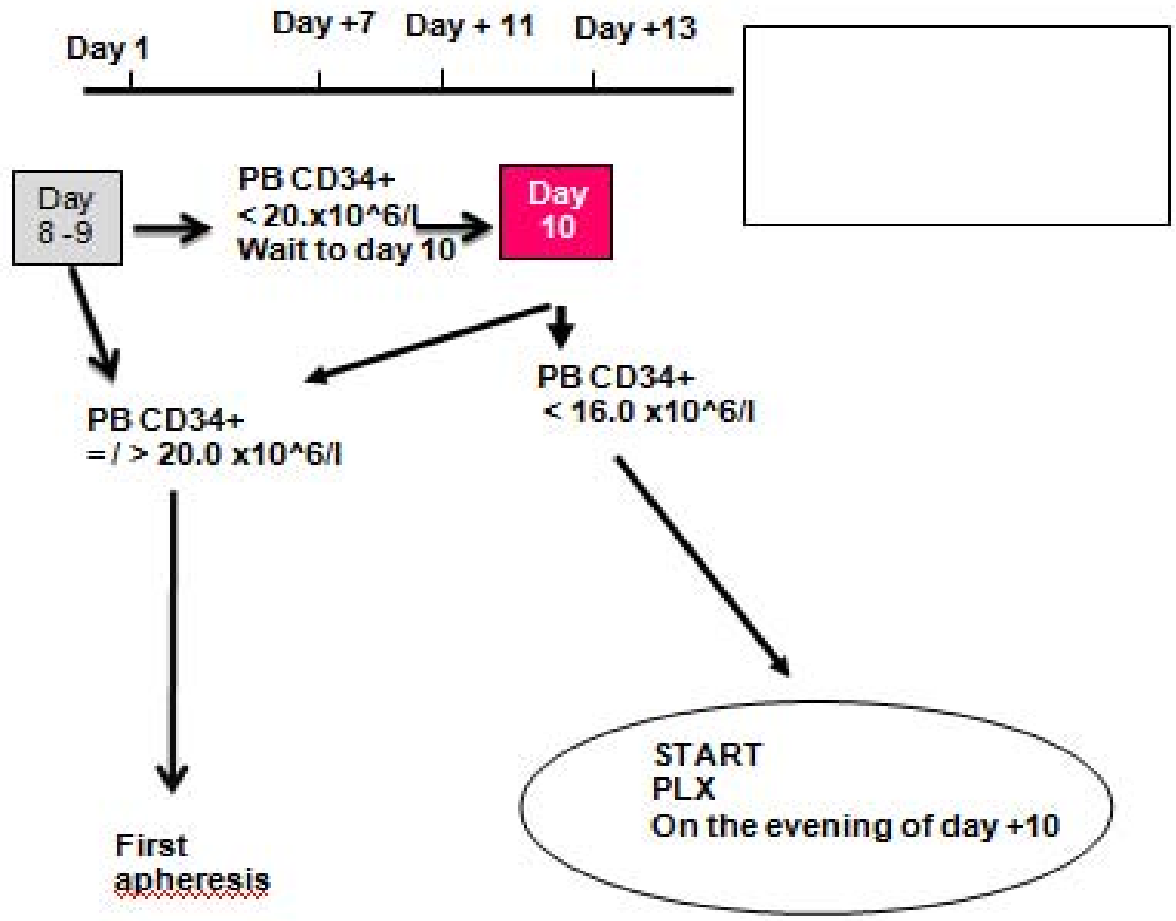 Day 1
Day +7
Day + 11
Day +13
Day
8 -9
PB CD34+
< 20.x10^6/l
Wait to day 10
Day
10
PB CD34+
=/ > 20.0 x10^6/l
PB CD34+
< 16.0 x10^6/l
First
apheresis
START
PLX
On the evening of day +10